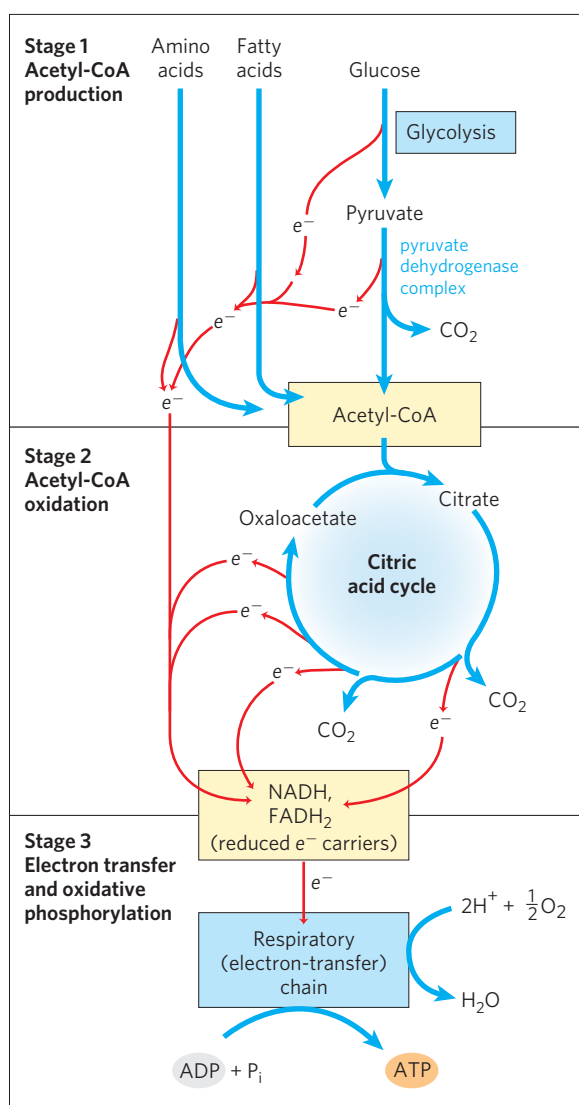 Stage 1
Acetyl-CoA
production
Amino
acids
Fatty
acids
Glucose
Glycolysis
e⁻
Pyruvate
pyruvate
dehydrogenase
complex
e⁻
e⁻
CO₂
e⁻
Acetyl-CoA
Stage 2
Acetyl-CoA
oxidation
Oxaloacetate
Citrate
Citric
acid cycle
e⁻
e⁻
e⁻
CO₂
e⁻
CO₂
NADH,
FADH₂
(reduced e⁻ carriers)
Stage 3
Electron transfer
and oxidative
phosphorylation
e⁻
2H⁺ + ½O₂
Respiratory
(electron-transfer)
chain
H₂O
ADP + Pᵢ
ATP